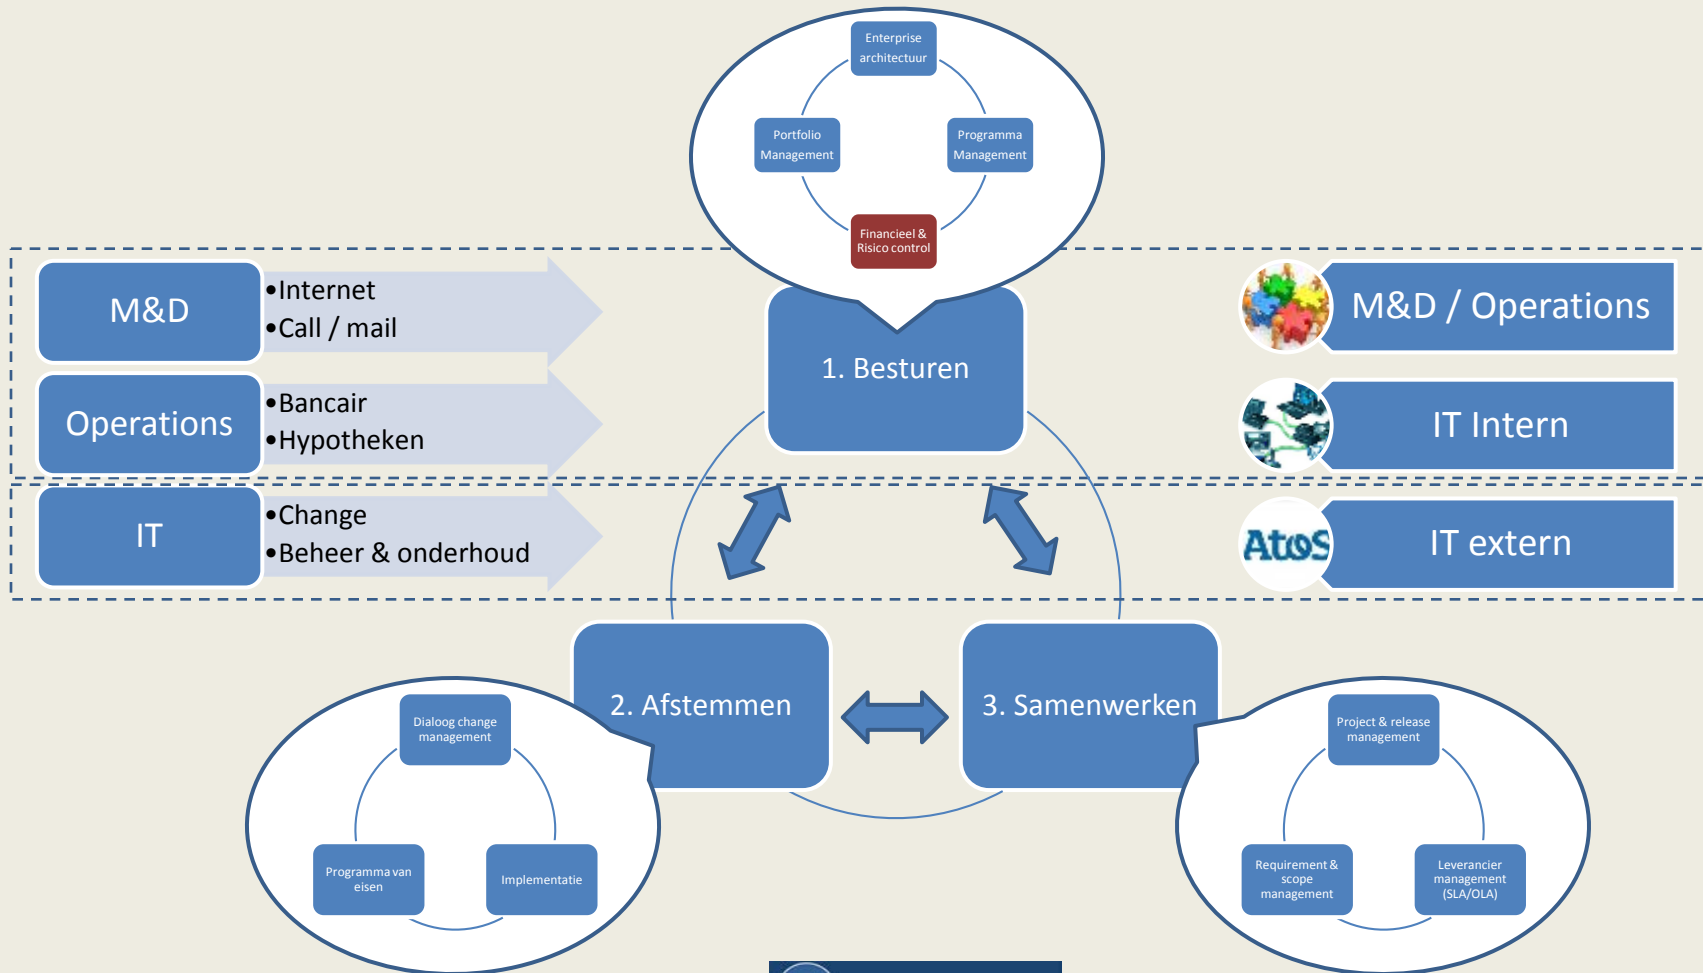 Enterprise
architectuur
Portfolio
Management
Programma
Management
Financieel &
Risico control
M&D
•Internet
•Call / mail
Operations
•Bancair
•Hypotheken
IT
•Change
•Beheer & onderhoud
1. Besturen
M&D / Operations
IT Intern
Atos
IT extern
2. Afstemmen
3. Samenwerken
Dialoog change
management
Programma van
eisen
Implementatie
Project & release
management
Requirement &
scope
management
Leverancier
management
(SLA/OLA)